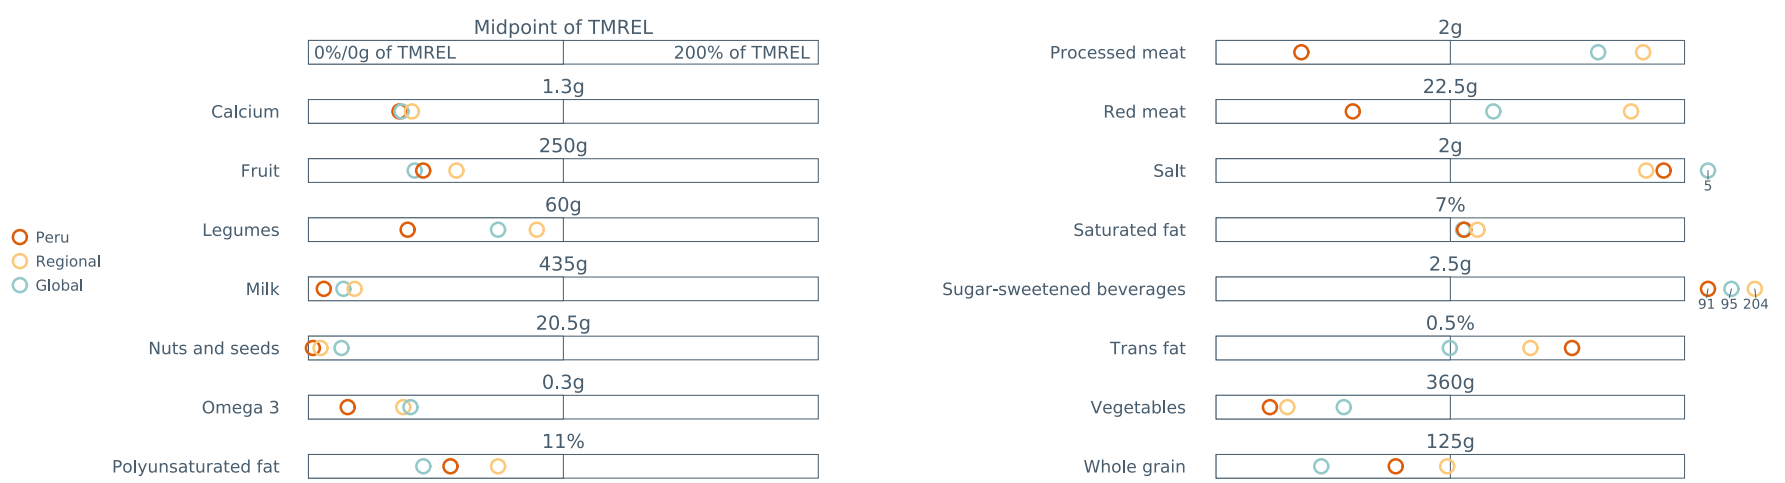 Midpoint of TMREL
0%/0g of TMREL 200% of TMREL
1.3g
Calcium
250g
Fruit
60g
Legumes
435g
Milk
20.5g
Nuts and seeds
0.3g
Omega 3
11%
Polyunsaturated fat
Peru
Regional
Global
2g
Processed meat
22.5g
Red meat
2g
Salt
5
7%
Saturated fat
2.5g
Sugar-sweetened beverages
91 95 204
0.5%
Trans fat
360g
Vegetables
125g
Whole grain